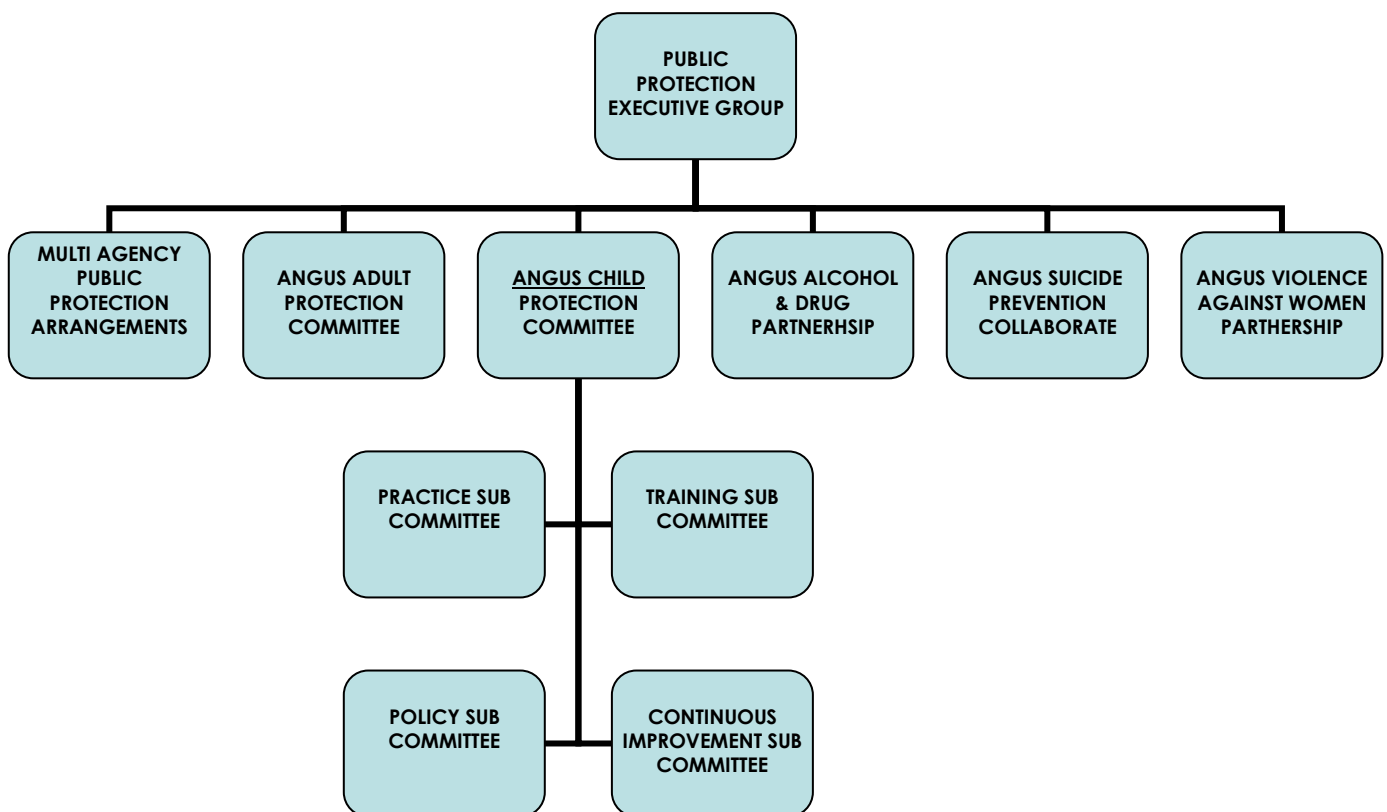 PUBLIC
PROTECTION
EXECUTIVE GROUP
MULTI AGENCY
PUBLIC
PROTECTION
ARRANGEMENTS
ANGUS ADULT
PROTECTION
COMMITTEE
ANGUS CHILD
PROTECTION
COMMITTEE
ANGUS ALCOHOL
& DRUG
PARTNERHSIP
ANGUS SUICIDE
PREVENTION
COLLABORATE
ANGUS VIOLENCE
AGAINST WOMEN
PARTHERSHIP
PRACTICE SUB
COMMITTEE
TRAINING SUB
COMMITTEE
POLICY SUB
COMMITTEE
CONTINUOUS
IMPROVEMENT SUB
COMMITTEE